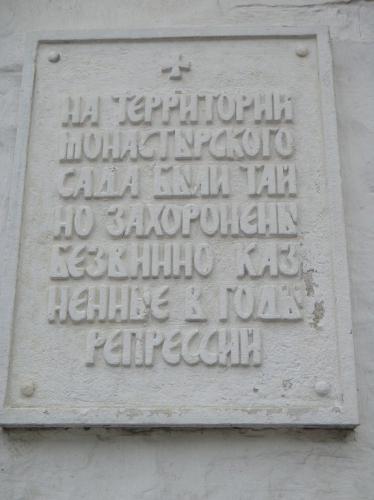 НА ТЕРРИТОРИИ
МОНАСТЫРСКОГО
САДА БЫЛИ ТАЙ
НО ЗАХОРОНЕНЫ
БЕЗВИННО КАЗ
НЕННЫЕ В ГОДЫ
РЕПРЕССИЙ